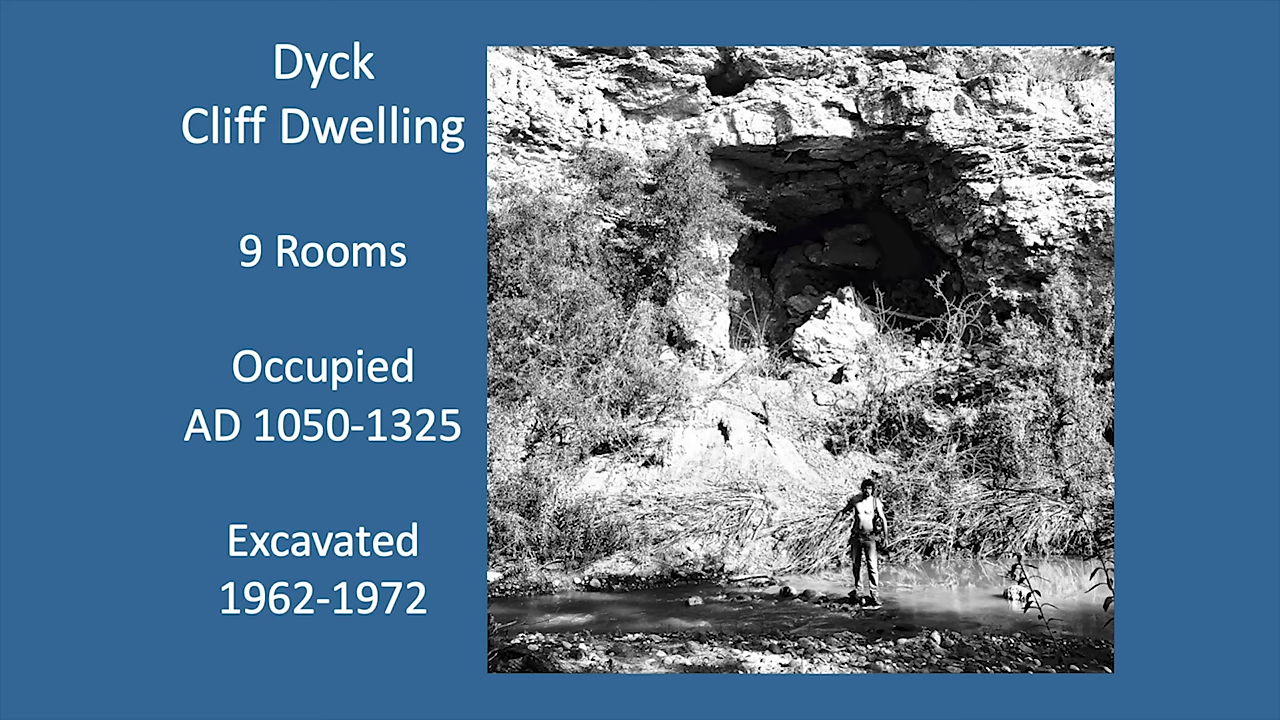 Dyck
Cliff Dwelling
9 Rooms
Occupied
AD 1050-1325
Excavated
1962-1972